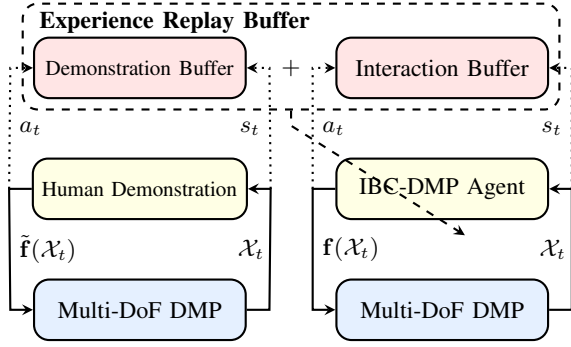 Experience Replay Buffer
Demonstration Buffer + Interaction Buffer
a_t s_t a_t s_t
Human Demonstration IBC-DMP Agent
f̃(𝒳_t) 𝒳_t f(𝒳_t) 𝒳_t
Multi-DoF DMP Multi-DoF DMP